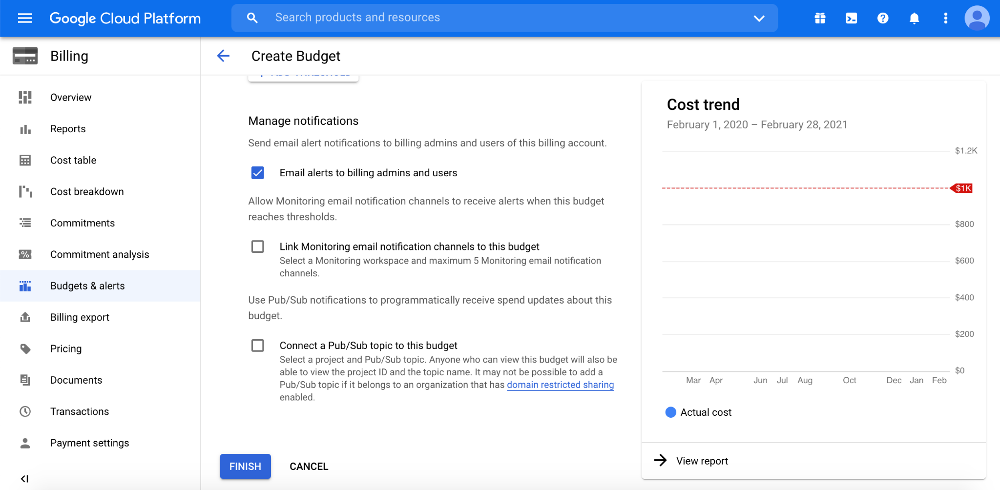 Google Cloud Platform
Search products and resources
Billing
Create Budget
Overview
Reports
Cost table
Cost breakdown
Commitments
Commitment analysis
Budgets & alerts
Billing export
Pricing
Documents
Transactions
Payment settings
Manage notifications
Send email alert notifications to billing admins and users of this billing account.
Email alerts to billing admins and users
Allow Monitoring email notification channels to receive alerts when this budget
reaches thresholds.
Link Monitoring email notification channels to this budget
Select a Monitoring workspace and maximum 5 Monitoring email notification
channels.
Use Pub/Sub notifications to programmatically receive spend updates about this
budget.
Connect a Pub/Sub topic to this budget
Select a project and Pub/Sub topic. Anyone who can view this budget will also be
able to view the project ID and the topic name. It may not be possible to add a
Pub/Sub topic if it belongs to an organization that has domain restricted sharing
enabled.
FINISH CANCEL
Cost trend
February 1, 2020 – February 28, 2021
$1.2K
$1K
$800
$600
$400
$200
$0
Mar Apr Jun Jul Aug Oct Dec Jan Feb
Actual cost
View report